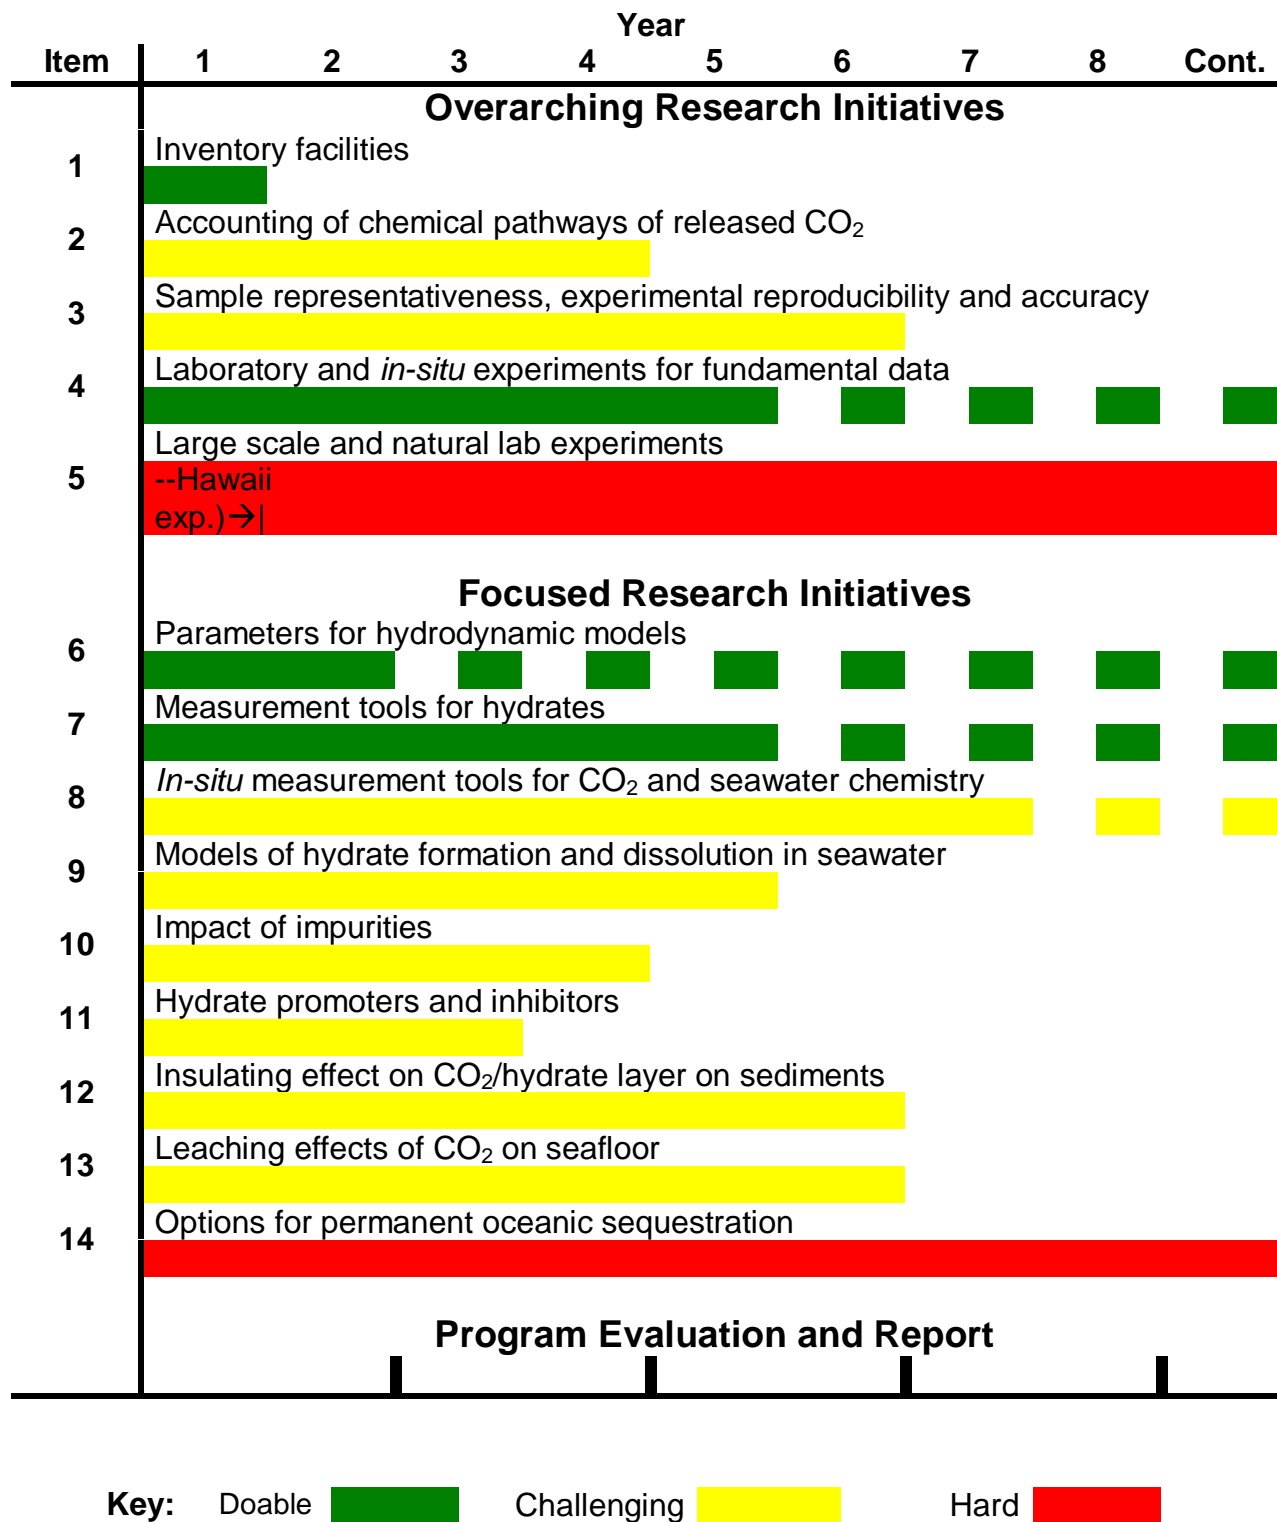 Year
Item 1 2 3 4 5 6 7 8 Cont.
Overarching Research Initiatives
1 Inventory facilities
2 Accounting of chemical pathways of released CO₂
3 Sample representativeness, experimental reproducibility and accuracy
4 Laboratory and in-situ experiments for fundamental data
Large scale and natural lab experiments
5 --Hawaii
exp.)→|
Focused Research Initiatives
6 Parameters for hydrodynamic models
7 Measurement tools for hydrates
8 In-situ measurement tools for CO₂ and seawater chemistry
9 Models of hydrate formation and dissolution in seawater
10 Impact of impurities
11 Hydrate promoters and inhibitors
12 Insulating effect on CO₂/hydrate layer on sediments
13 Leaching effects of CO₂ on seafloor
14 Options for permanent oceanic sequestration
Program Evaluation and Report
Key: Doable Challenging Hard